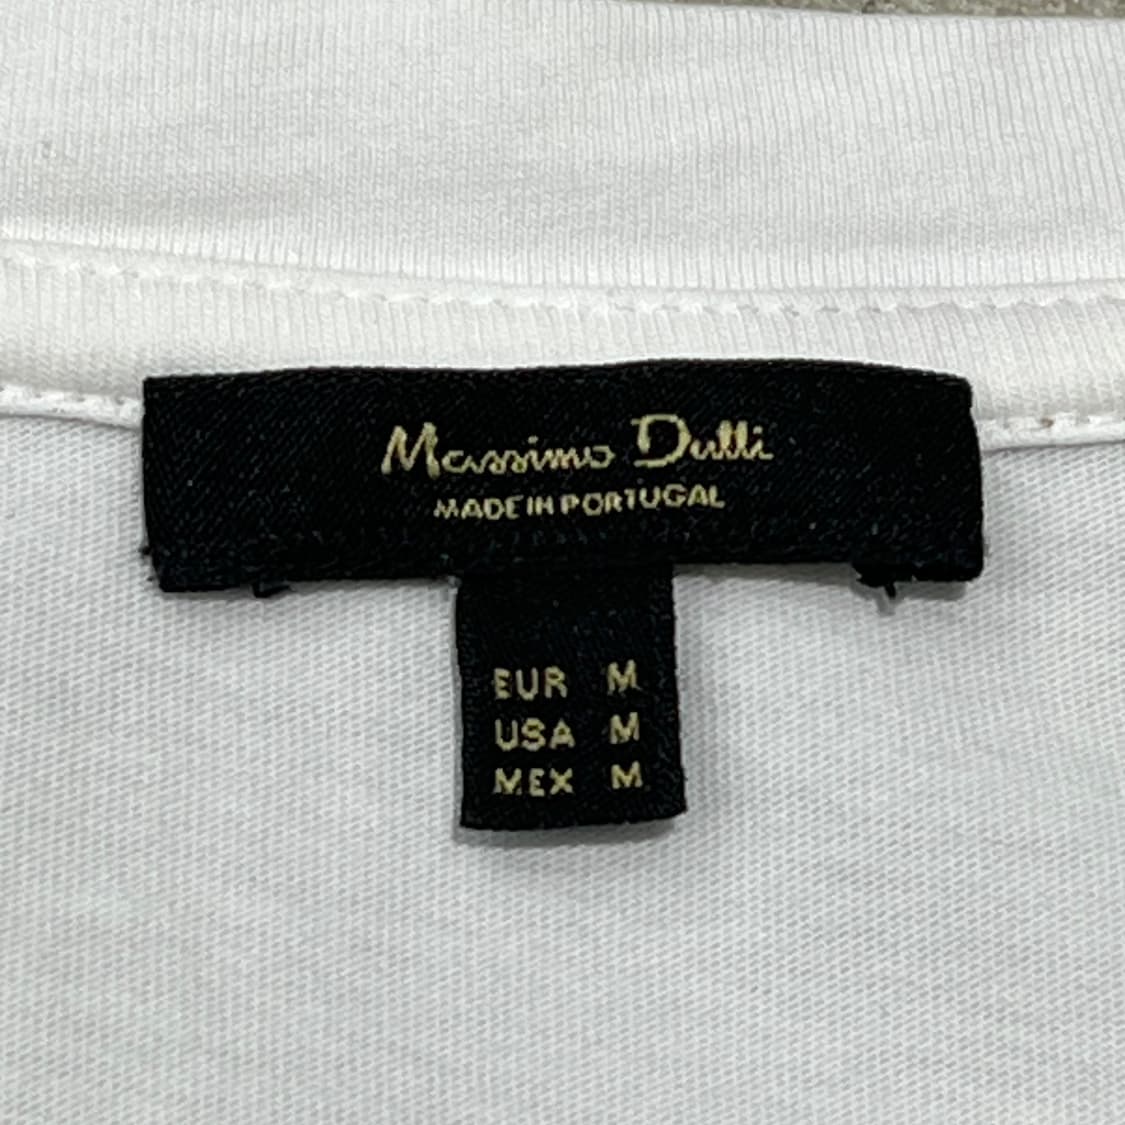 Massimo Dutti
MADE IN PORTUGAL
EUR M
USA M
MEX M